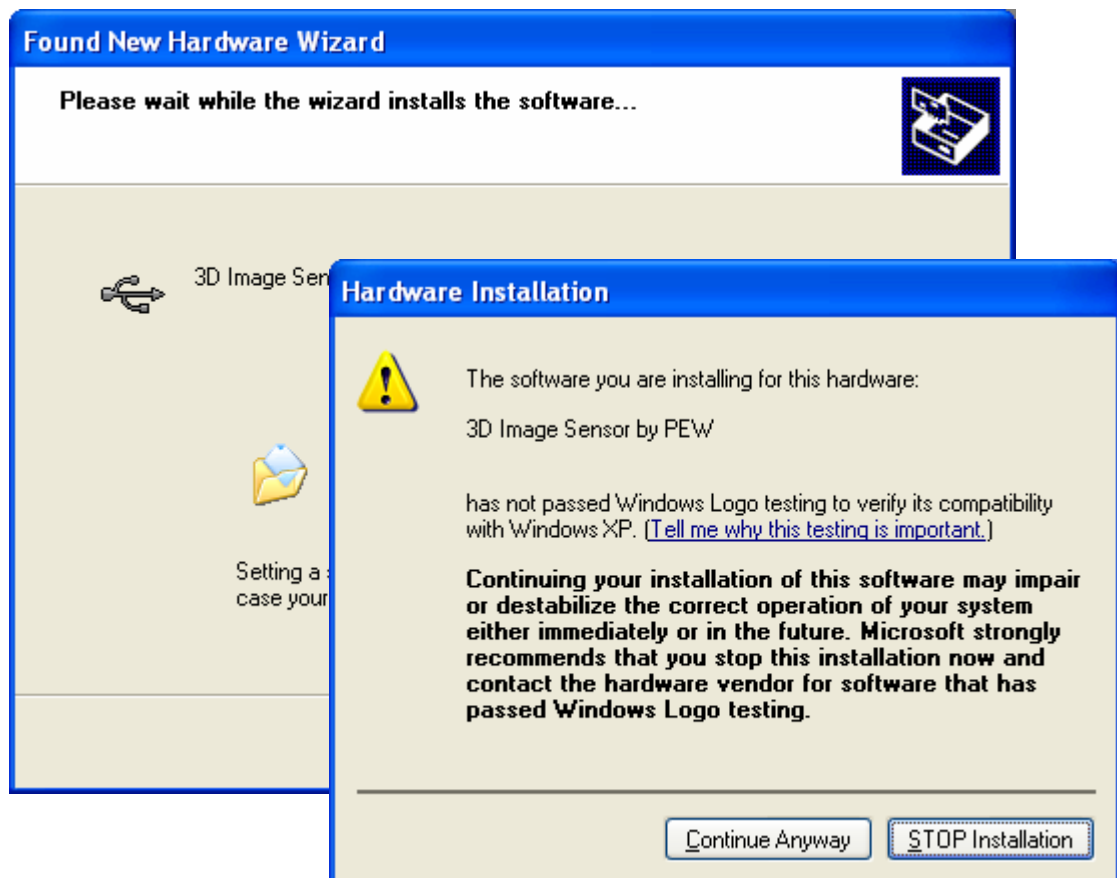 Found New Hardware Wizard
Please wait while the wizard installs the software...
3D Image Sen
Hardware Installation
The software you are installing for this hardware:
3D Image Sensor by PEW
has not passed Windows Logo testing to verify its compatibility
with Windows XP. (Tell me why this testing is important.)
Setting a
case your
Continuing your installation of this software may impair
or destabilize the correct operation of your system
either immediately or in the future. Microsoft strongly
recommends that you stop this installation now and
contact the hardware vendor for software that has
passed Windows Logo testing.
Continue Anyway
STOP Installation